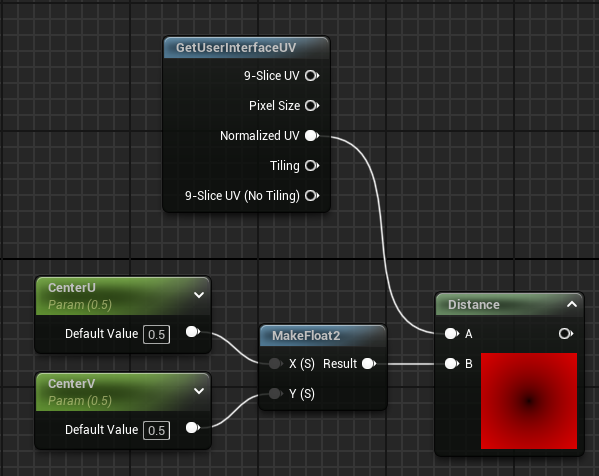 GetUserInterfaceUV
9-Slice UV
Pixel Size
Normalized UV
Tiling
9-Slice UV (No Tiling)
CenterU
Param (0.5)
Default Value 0.5
CenterV
Param (0.5)
Default Value 0.5
MakeFloat2
X (S) Result
Y (S)
Distance
A
B